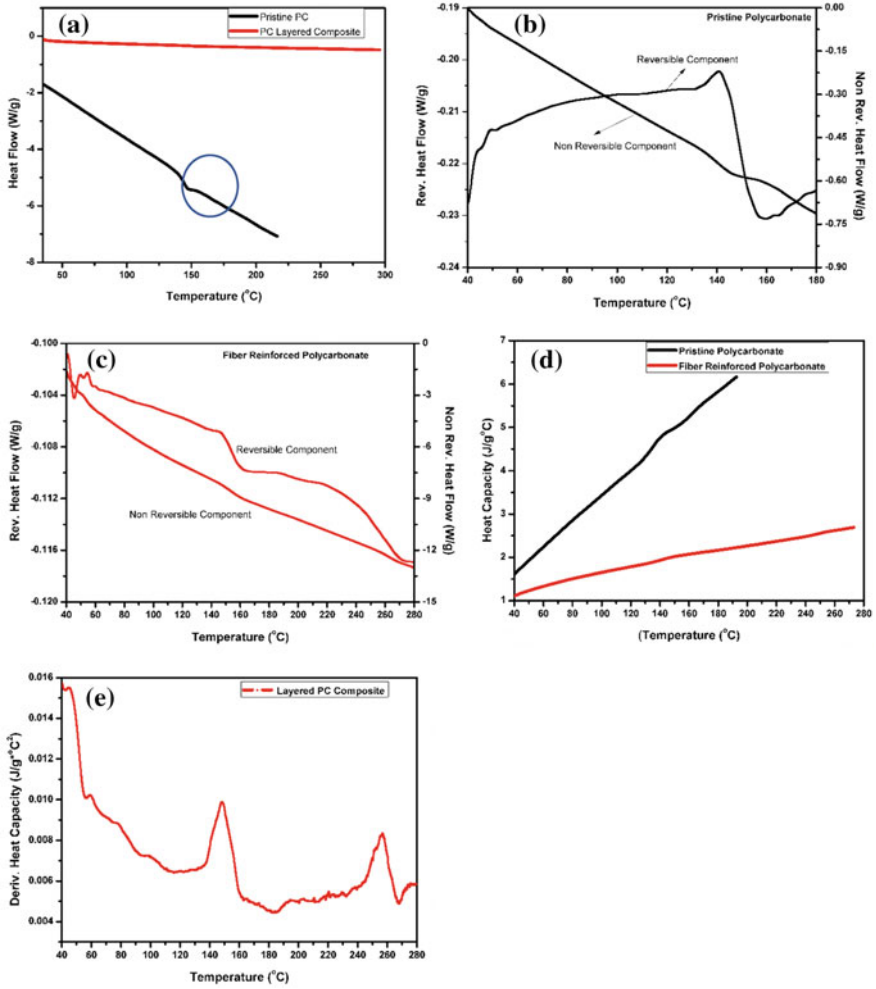 (a)
Pristine PC
PC Layered Composite
0
-2
-4
-6
-8
50 100 150 200 250 300
Heat Flow (W/g)
Temperature (°C)
(b)
Pristine Polycarbonate
Reversible Component
Non Reversible Component
-0.19
-0.20
-0.21
-0.22
-0.23
-0.24
0.00
-0.15
-0.30
-0.45
-0.60
-0.75
-0.90
40 60 80 100 120 140 160 180
Rev. Heat Flow (W/g)
Non Rev. Heat Flow (W/g)
Temperature (°C)
(c)
Fiber Reinforced Polycarbonate
Reversible Component
Non Reversible Component
-0.100
-0.104
-0.108
-0.112
-0.116
-0.120
0
-3
-6
-9
-12
-15
40 60 80 100 120 140 160 180 200 220 240 260 280
Rev. Heat Flow (W/g)
Non Rev. Heat Flow (W/g)
Temperature (°C)
(d)
Pristine Polycarbonate
Fiber Reinforced Polycarbonate
7
6
5
4
3
2
1
40 60 80 100 120 140 160 180 200 220 240 260 280
Heat Capacity (J/g°C)
(Temperature (°C)
(e)
Layered PC Composite
0.016
0.014
0.012
0.010
0.008
0.006
0.004
40 60 80 100 120 140 160 180 200 220 240 260 280
Deriv. Heat Capacity (J/g*°C²)
Temperature (°C)